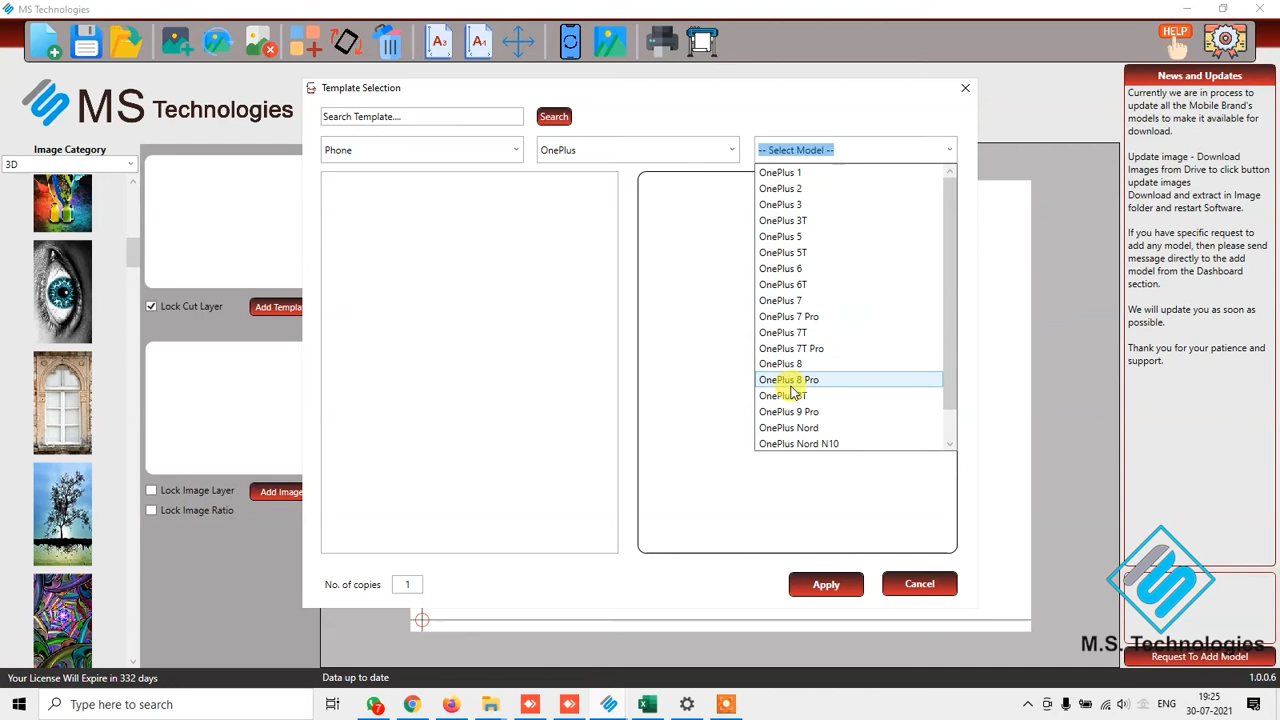 MS Technologies
HELP
A3
A4
MS Technologies
Image Category
3D
Lock Cut Layer
Add Templa
Lock Image Layer
Add Image
Lock Image Ratio
Template Selection
Search Template....
Search
Phone
OnePlus
-- Select Model --
OnePlus 1
OnePlus 2
OnePlus 3
OnePlus 3T
OnePlus 5
OnePlus 5T
OnePlus 6
OnePlus 6T
OnePlus 7
OnePlus 7 Pro
OnePlus 7T
OnePlus 7T Pro
OnePlus 8
OnePlus 8 Pro
OnePlus 8T
OnePlus 9 Pro
OnePlus Nord
OnePlus Nord N10
No. of copies
1
Apply
Cancel
News and Updates
Currently we are in process to
update all the Mobile Brand's
models to make it available for
download.
Update image - Download
Images from Drive to click button
update images
Download and extract in Image
folder and restart Software.
If you have specific request to
add any model, then please send
message directly to the add
model from the Dashboard
section.
We will update you as soon as
possible.
Thank you for your patience and
support.
M.S. Technologies
Request To Add Model
Your License Will Expire in 332 days
Data up to date
1.0.0.6
Type here to search
7
ENG
19:25
30-07-2021